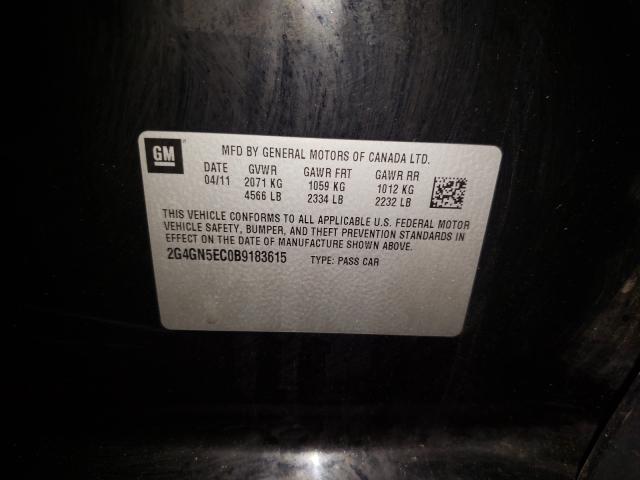 GM
MFD BY GENERAL MOTORS OF CANADA LTD.
DATE GVWR GAWR FRT GAWR RR
04/11 2071 KG 1059 KG 1012 KG
4566 LB 2334 LB 2232 LB
THIS VEHICLE CONFORMS TO ALL APPLICABLE U.S. FEDERAL MOTOR
VEHICLE SAFETY, BUMPER, AND THEFT PREVENTION STANDARDS IN
EFFECT ON THE DATE OF MANUFACTURE SHOWN ABOVE.
2G4GN5EC0B9183615 TYPE: PASS CAR